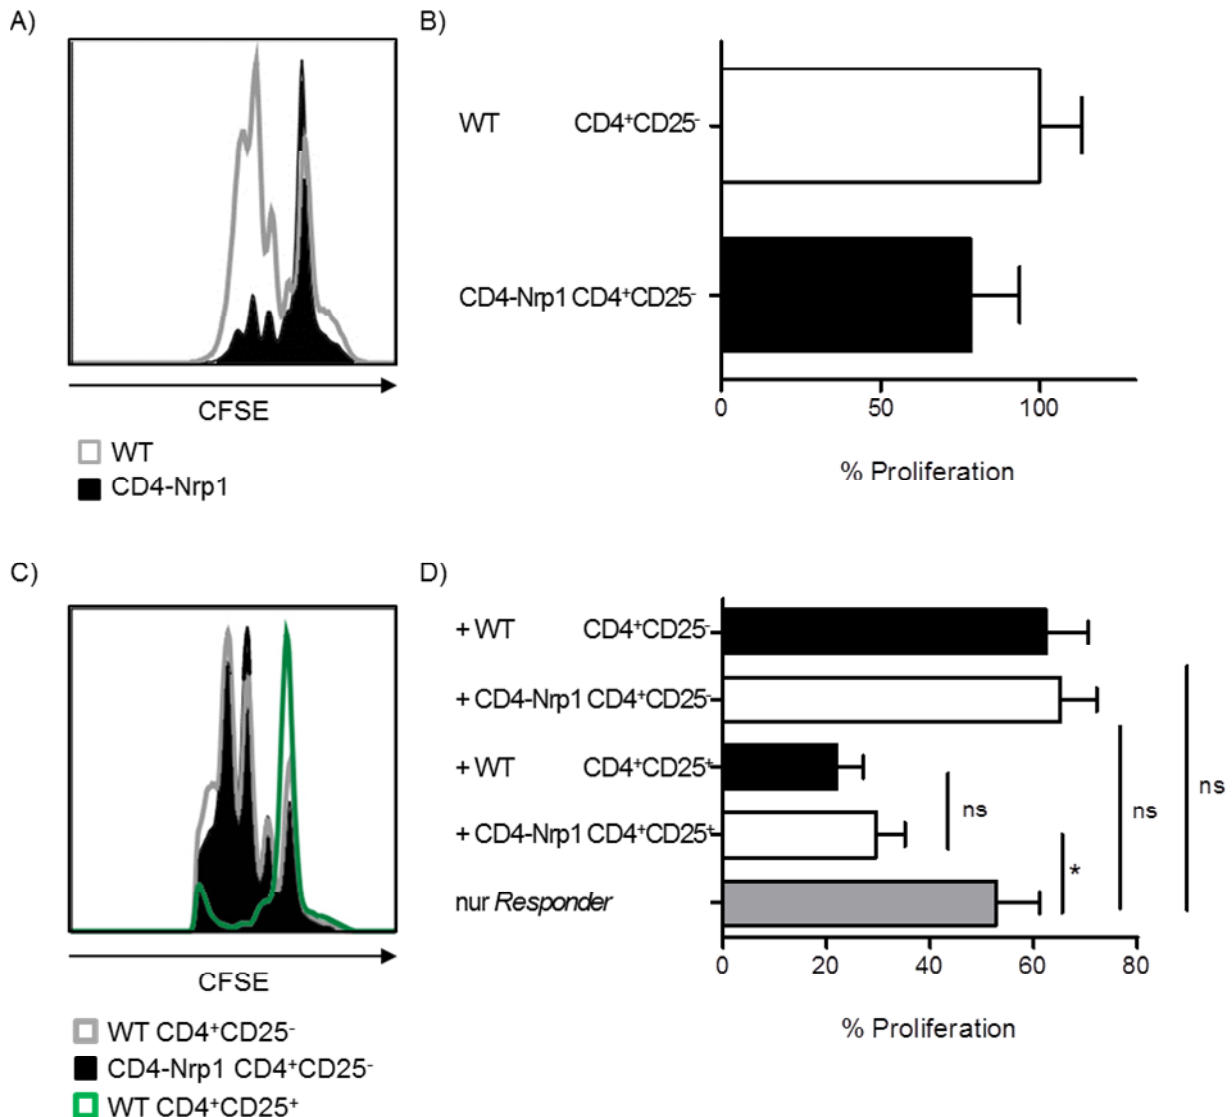 A)
CFSE
WT
CD4-Nrp1
B)
WT CD4⁺CD25⁻
CD4-Nrp1 CD4⁺CD25⁻
0 50 100
% Proliferation
C)
CFSE
WT CD4⁺CD25⁻
CD4-Nrp1 CD4⁺CD25⁻
WT CD4⁺CD25⁺
D)
+ WT CD4⁺CD25⁻
+ CD4-Nrp1 CD4⁺CD25⁻
+ WT CD4⁺CD25⁺
+ CD4-Nrp1 CD4⁺CD25⁺
nur Responder
ns
*
ns
ns
0 20 40 60 80
% Proliferation